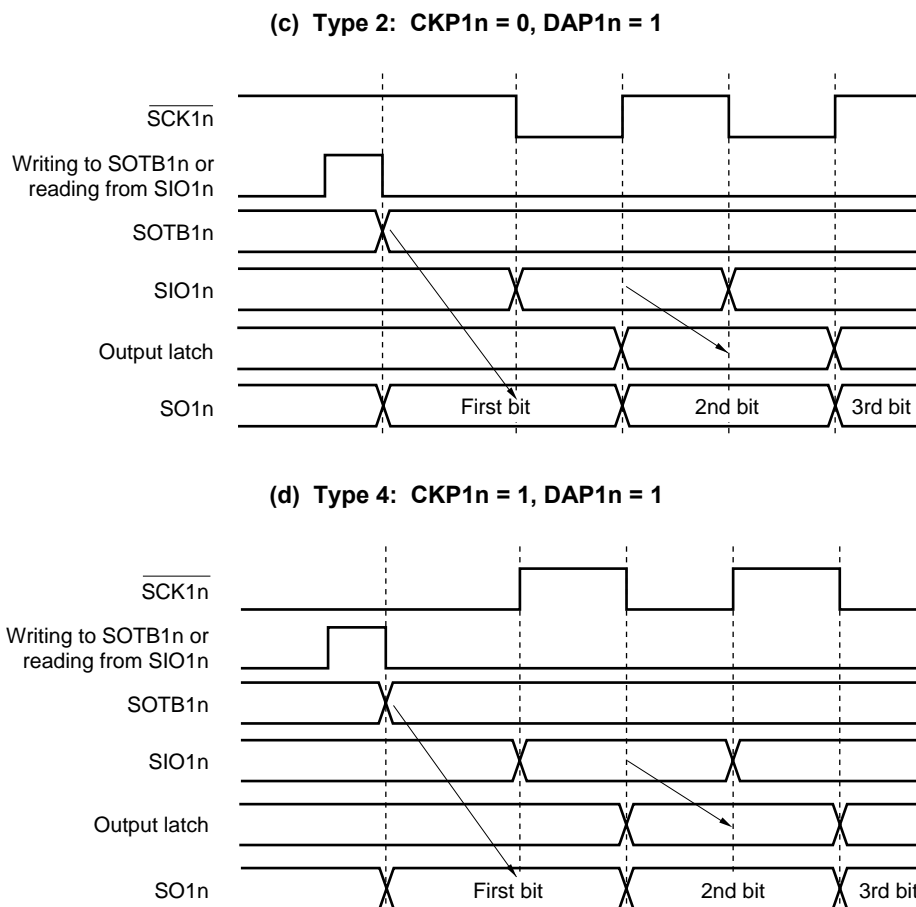 (c) Type 2: CKP1n = 0, DAP1n = 1
SCK1n
Writing to SOTB1n or
reading from SIO1n
SOTB1n
SIO1n
Output latch
SO1n
First bit
2nd bit
3rd bit
(d) Type 4: CKP1n = 1, DAP1n = 1
SCK1n
Writing to SOTB1n or
reading from SIO1n
SOTB1n
SIO1n
Output latch
SO1n
First bit
2nd bit
3rd bit